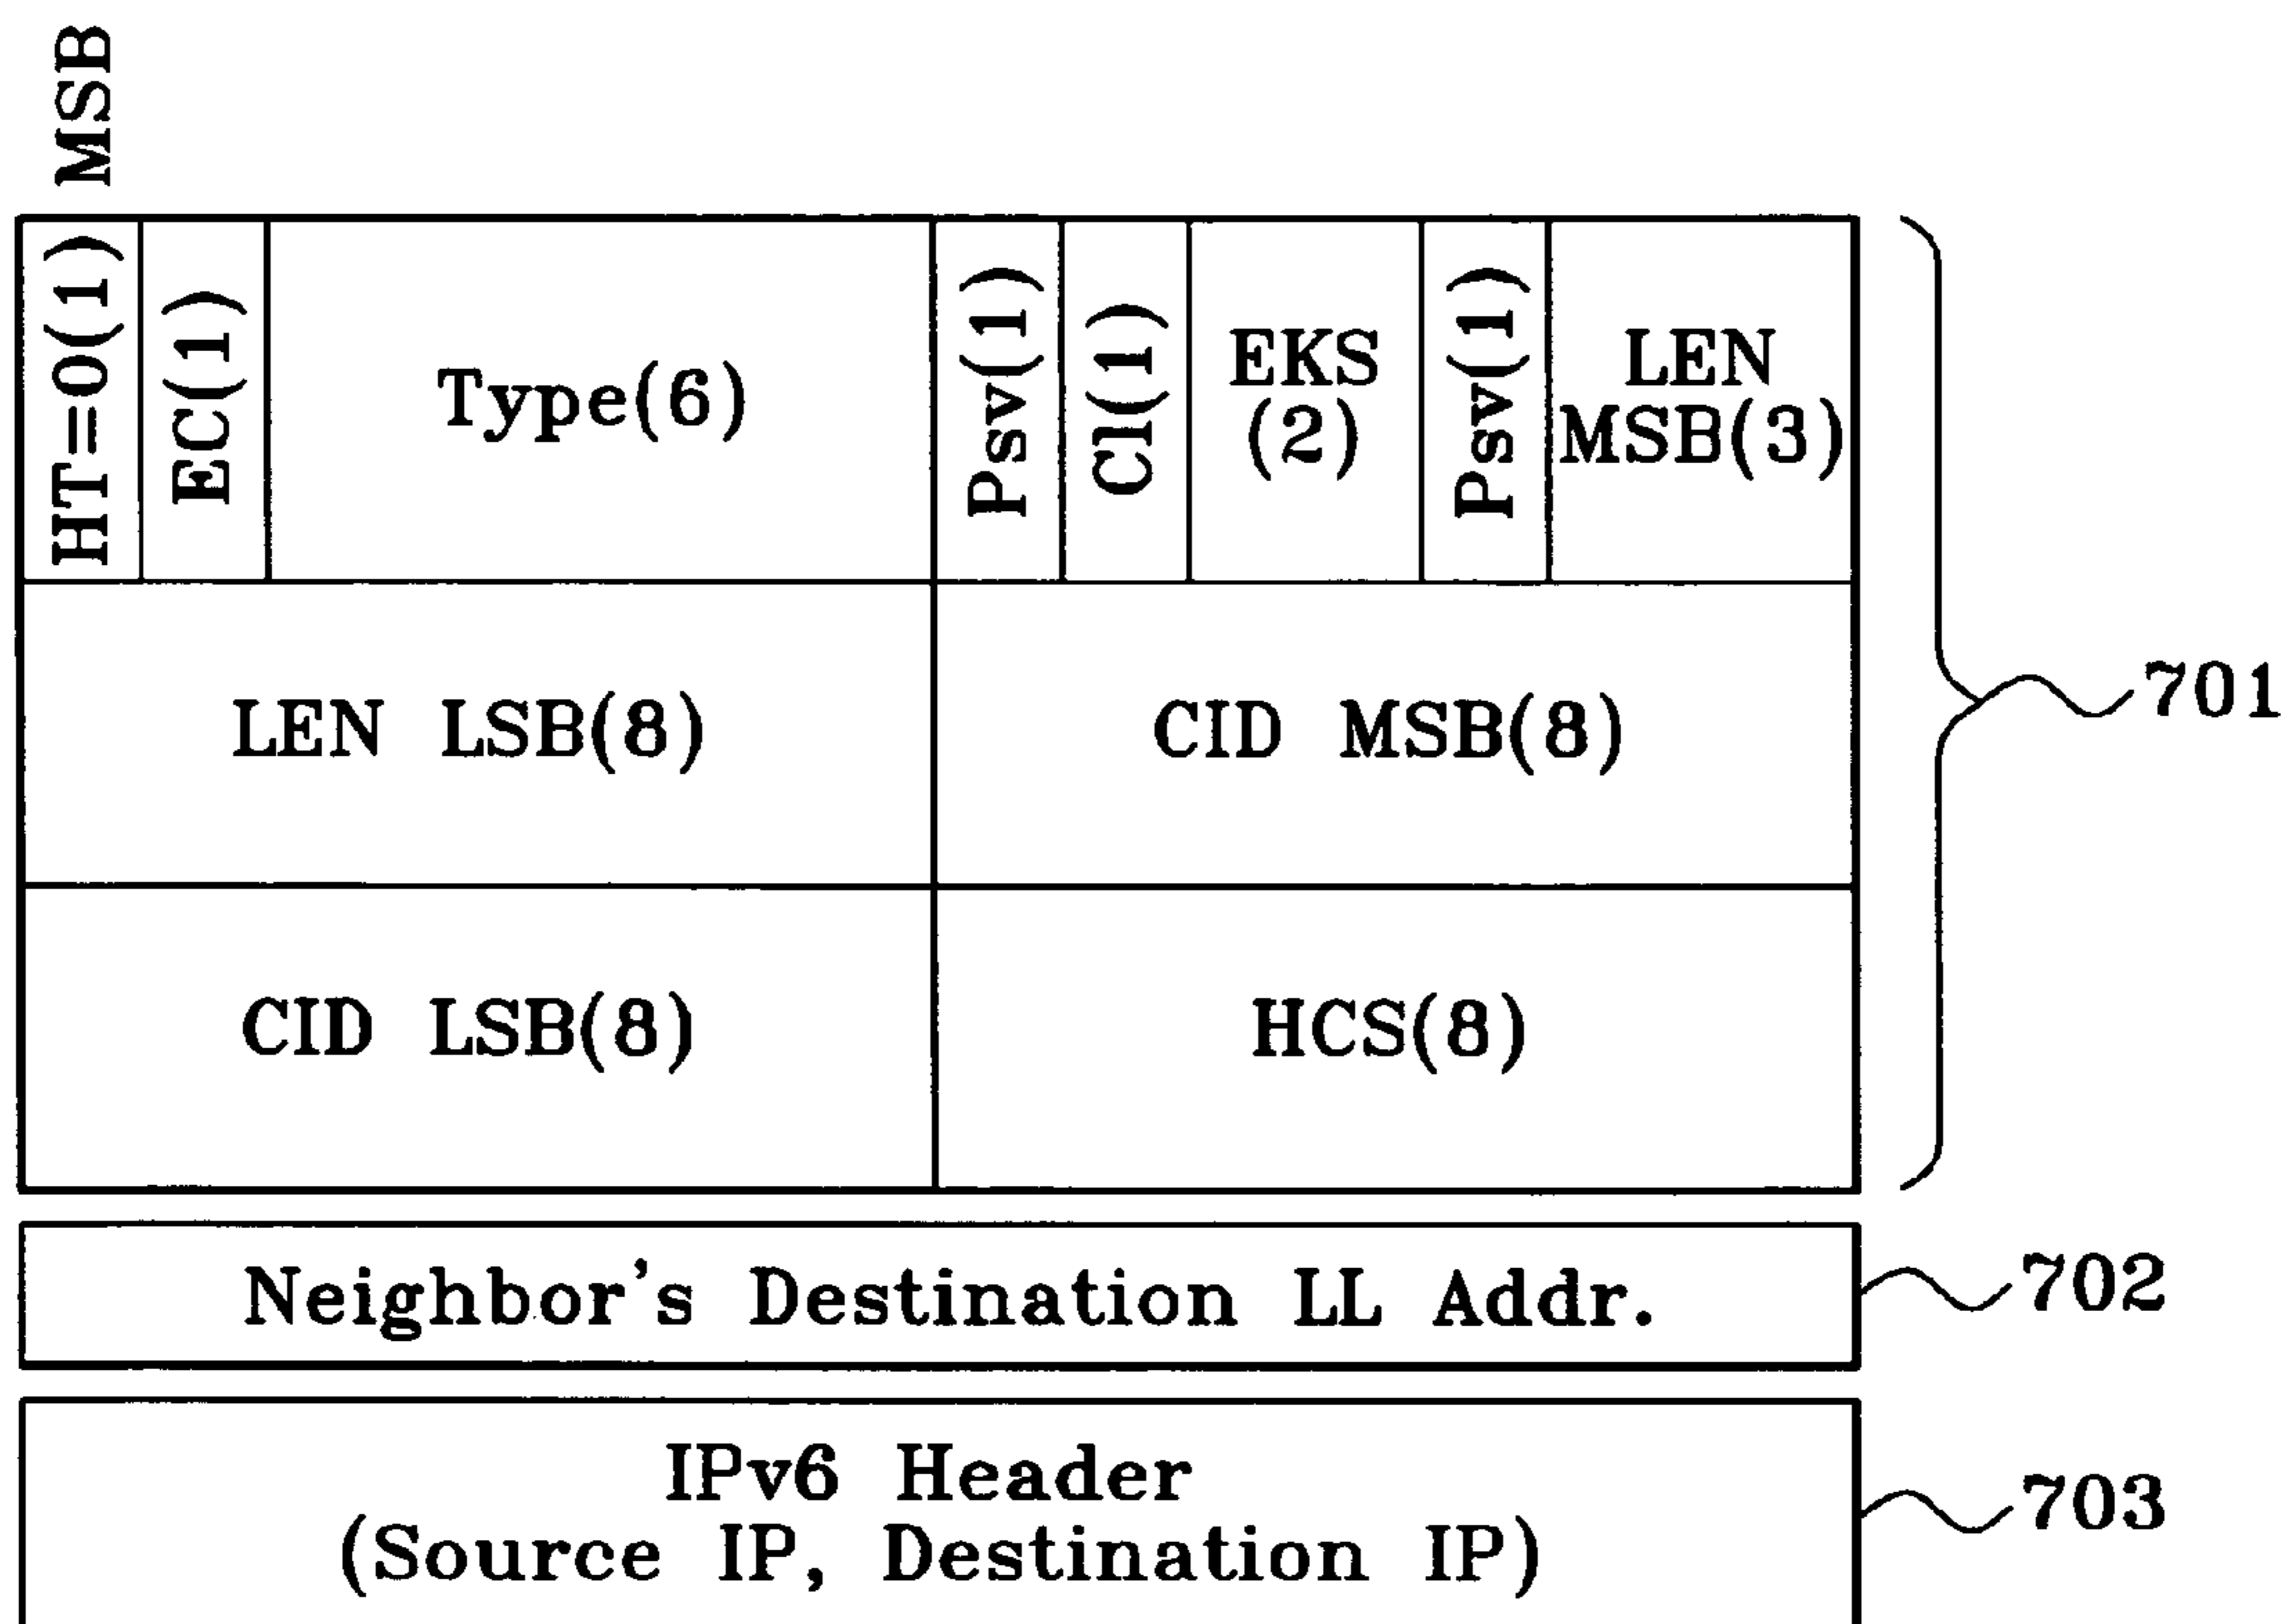 MSB
HT=0(1)
EC(1)
Type(6)
Psv(1)
Cl(1)
EKS
(2)
Psv(1)
LEN
MSB(3)
LEN LSB(8)
CID MSB(8)
701
CID LSB(8)
HCS(8)
Neighbor's Destination LL Addr.
702
IPv6 Header
(Source IP, Destination IP)
703